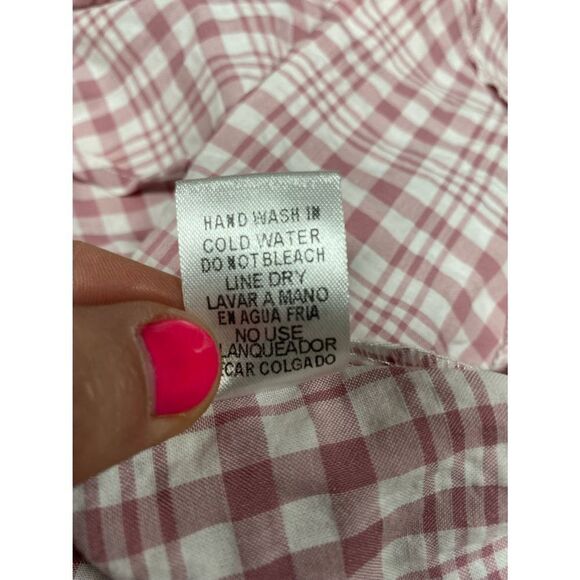 HAND WASH IN
COLD WATER
DO NOT BLEACH
LINE DRY
LAVAR A MANO
EN AGUA FRIA
NO USE
LANQUEADOR
CAR COLGADO